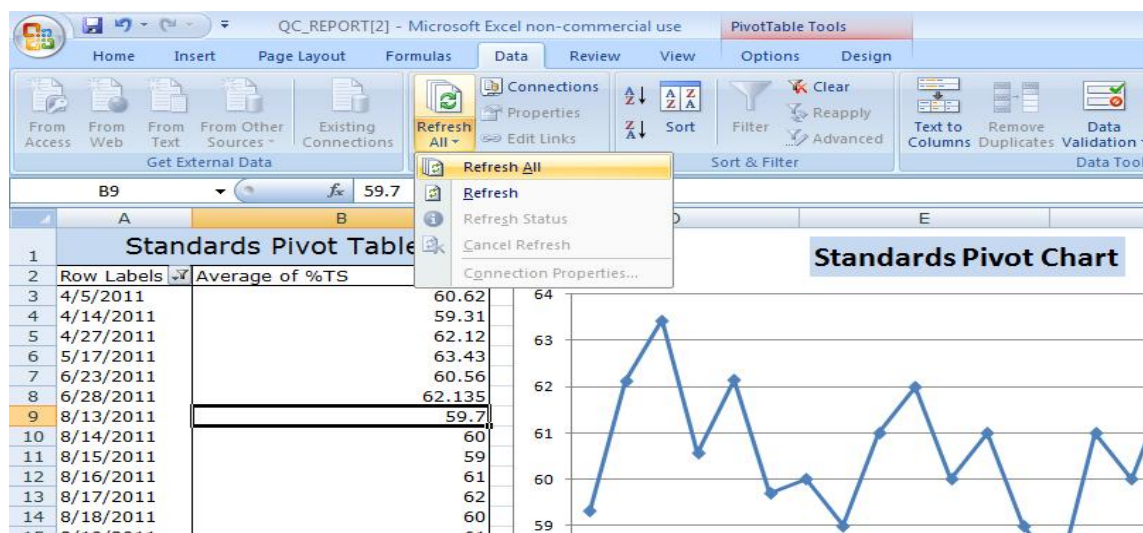 QC_REPORT[2] - Microsoft Excel non-commercial use
PivotTable Tools
Home Insert Page Layout Formulas Data Review View Options Design
From Access
From Web
From Text
From Other Sources
Existing Connections
Get External Data
Refresh All
Connections
Properties
Edit Links
Sort
Filter
Clear
Reapply
Advanced
Sort & Filter
Text to Columns
Remove Duplicates
Data Validation
Refresh All
Refresh
Refresh Status
Cancel Refresh
Connection Properties...
B9 fx 59.7
A B E
1 Standards Pivot Table
2 Row Labels Average of %TS
3 4/5/2011 60.62
4 4/14/2011 59.31
5 4/27/2011 62.12
6 5/17/2011 63.43
7 6/23/2011 60.56
8 6/28/2011 62.135
9 8/13/2011 59.7
10 8/14/2011 60
11 8/15/2011 59
12 8/16/2011 61
13 8/17/2011 62
14 8/18/2011 60
Standards Pivot Chart
64
63
62
61
60
59